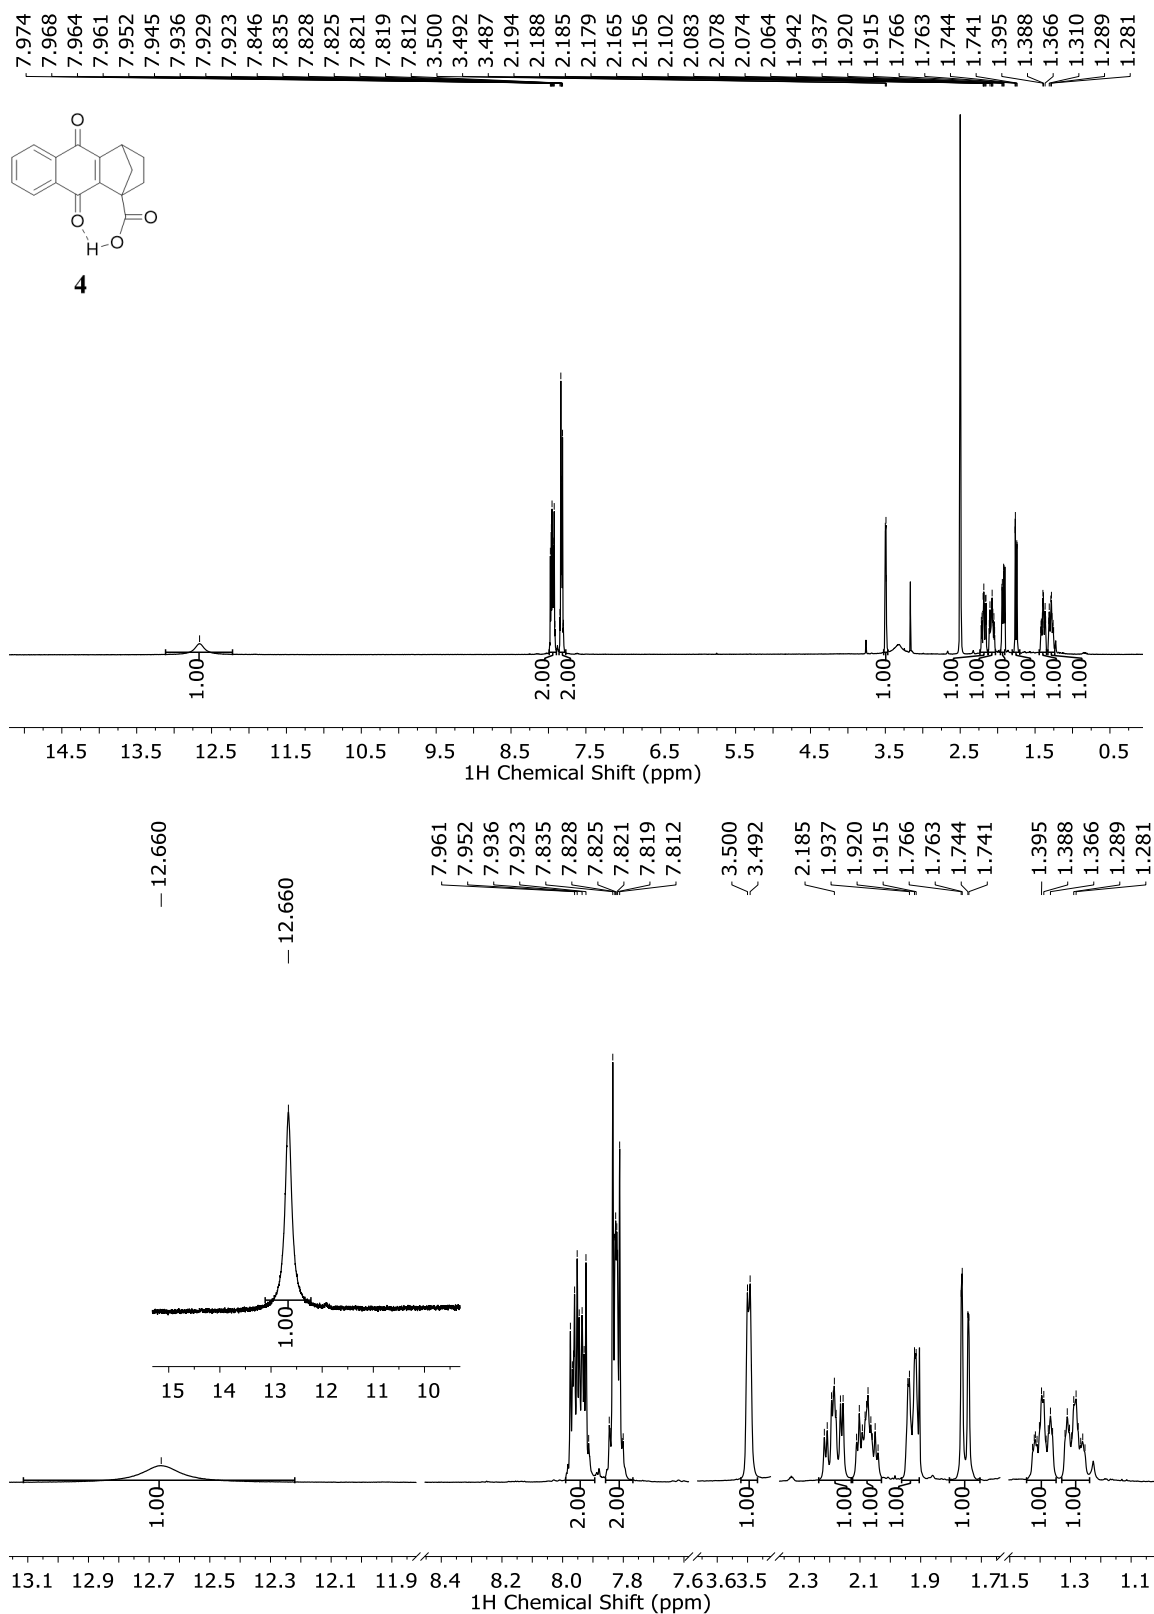 7.974 7.968 7.964 7.961 7.952 7.945 7.936 7.929 7.923 7.846 7.835 7.828 7.825 7.821 7.819 7.812 3.500 3.492 3.487 2.194 2.188 2.185 2.179 2.165 2.156 2.102 2.083 2.078 2.074 2.064 1.942 1.937 1.920 1.915 1.766 1.763 1.744 1.741 1.395 1.388 1.366 1.310 1.289 1.281
O
O
O
H O
4
1.00 2.00 2.00 1.00 1.00 1.00 1.00 1.00 1.00 1.00
14.5 13.5 12.5 11.5 10.5 9.5 8.5 7.5 6.5 5.5 4.5 3.5 2.5 1.5 0.5
1H Chemical Shift (ppm)
12.660
7.961 7.952 7.936 7.923 7.835 7.828 7.825 7.821 7.819 7.812 3.500 3.492 2.185 1.937 1.920 1.915 1.766 1.763 1.744 1.741 1.395 1.388 1.366 1.289 1.281
12.660
1.00
15 14 13 12 11 10
1.00 2.00 2.00 1.00 1.00 1.00 1.00 1.00 1.00 1.00
13.1 12.9 12.7 12.5 12.3 12.1 11.9 8.4 8.2 8.0 7.8 7.6 3.6 3.5 2.3 2.1 1.9 1.7 1.5 1.3 1.1
1H Chemical Shift (ppm)